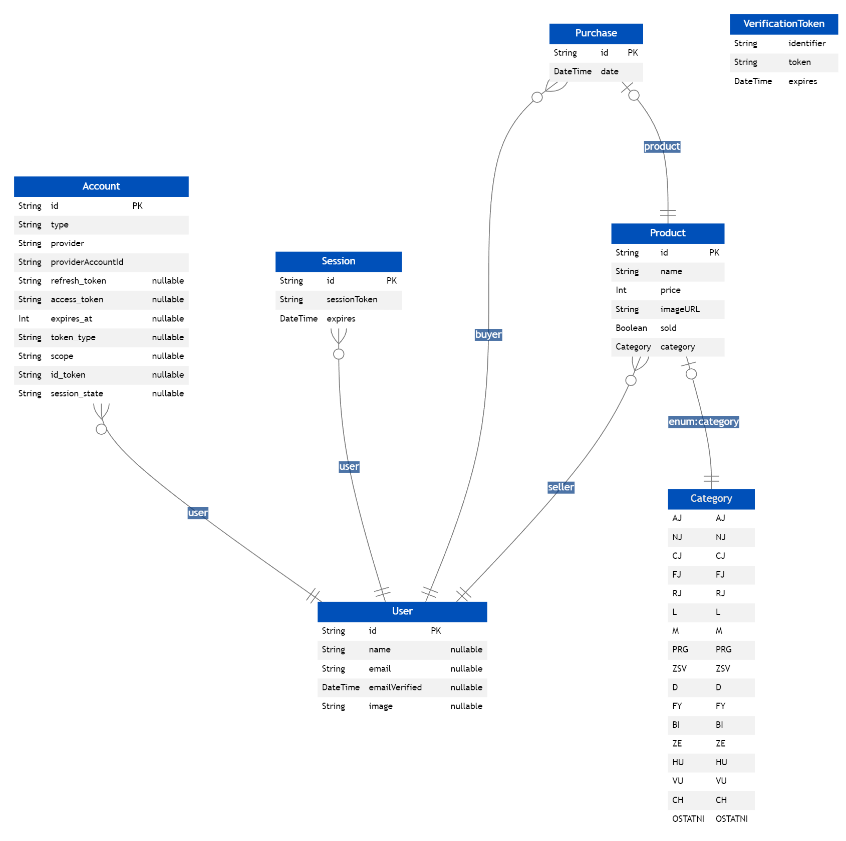 Purchase
String id PK
DateTime date
VerificationToken
String identifier
String token
DateTime expires
product
Account
String id PK
String type
String provider
String providerAccountId
String refresh_token nullable
String access_token nullable
Int expires_at nullable
String token_type nullable
String scope nullable
String id_token nullable
String session_state nullable
Session
String id PK
String sessionToken
DateTime expires
Product
String id PK
String name
Int price
String imageURL
Boolean sold
Category category
buyer
enum:category
user
seller
user
Category
AJ AJ
NJ NJ
CJ CJ
FJ FJ
RJ RJ
L L
M M
PRG PRG
ZSV ZSV
D D
FY FY
BI BI
ZE ZE
HU HU
VU VU
CH CH
OSTATNI OSTATNI
User
String id PK
String name nullable
String email nullable
DateTime emailVerified nullable
String image nullable